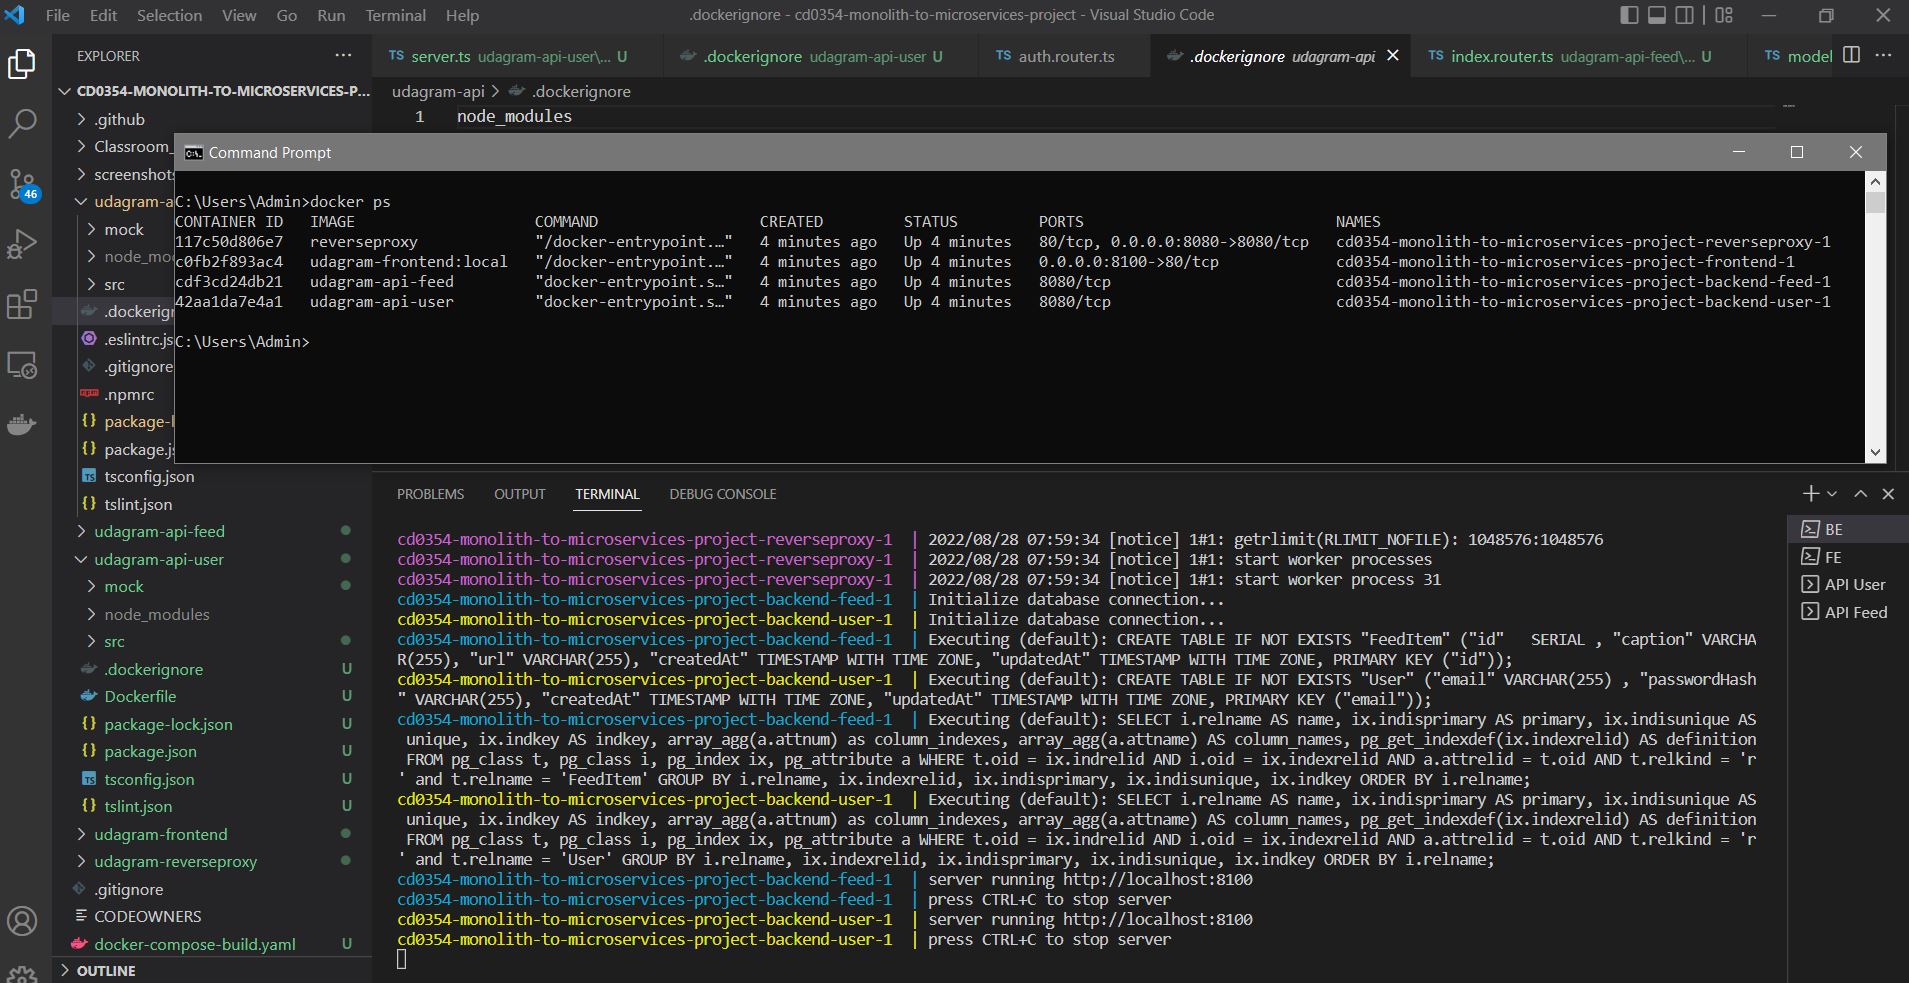 File Edit Selection View Go Run Terminal Help .dockerignore - cd0354-monolith-to-microservices-project - Visual Studio Code
EXPLORER
TS server.ts udagram-api-user\... U
.dockerignore udagram-api-user U
TS auth.router.ts
.dockerignore udagram-api
TS index.router.ts udagram-api-feed\... U
TS model
CD0354-MONOLITH-TO-MICROSERVICES-P...
udagram-api > .dockerignore
.github
1 node_modules
Classroom_
Command Prompt
screenshots
46
udagram-a
mock
node_mo
src
.dockerign
.eslintrc.js
.gitignore
.npmrc
package-l
package.js
C:\Users\Admin>docker ps
CONTAINER ID IMAGE COMMAND CREATED STATUS PORTS NAMES
117c50d806e7 reverseproxy "/docker-entrypoint.…" 4 minutes ago Up 4 minutes 80/tcp, 0.0.0.0:8080->8080/tcp cd0354-monolith-to-microservices-project-reverseproxy-1
c0fb2f893ac4 udagram-frontend:local "/docker-entrypoint.…" 4 minutes ago Up 4 minutes 0.0.0.0:8100->80/tcp cd0354-monolith-to-microservices-project-frontend-1
cdf3cd24db21 udagram-api-feed "docker-entrypoint.s…" 4 minutes ago Up 4 minutes 8080/tcp cd0354-monolith-to-microservices-project-backend-feed-1
42aa1da7e4a1 udagram-api-user "docker-entrypoint.s…" 4 minutes ago Up 4 minutes 8080/tcp cd0354-monolith-to-microservices-project-backend-user-1
C:\Users\Admin>
tsconfig.json
tslint.json
udagram-api-feed
udagram-api-user
mock
node_modules
src
.dockerignore U
Dockerfile U
package-lock.json U
package.json U
tsconfig.json U
tslint.json U
udagram-frontend
udagram-reverseproxy
.gitignore
CODEOWNERS
docker-compose-build.yaml U
OUTLINE
PROBLEMS OUTPUT TERMINAL DEBUG CONSOLE
cd0354-monolith-to-microservices-project-reverseproxy-1 | 2022/08/28 07:59:34 [notice] 1#1: getrlimit(RLIMIT_NOFILE): 1048576:1048576
cd0354-monolith-to-microservices-project-reverseproxy-1 | 2022/08/28 07:59:34 [notice] 1#1: start worker processes
cd0354-monolith-to-microservices-project-reverseproxy-1 | 2022/08/28 07:59:34 [notice] 1#1: start worker process 31
cd0354-monolith-to-microservices-project-backend-feed-1 | Initialize database connection...
cd0354-monolith-to-microservices-project-backend-user-1 | Initialize database connection...
cd0354-monolith-to-microservices-project-backend-feed-1 | Executing (default): CREATE TABLE IF NOT EXISTS "FeedItem" ("id" SERIAL , "caption" VARCHA
R(255), "url" VARCHAR(255), "createdAt" TIMESTAMP WITH TIME ZONE, "updatedAt" TIMESTAMP WITH TIME ZONE, PRIMARY KEY ("id"));
cd0354-monolith-to-microservices-project-backend-user-1 | Executing (default): CREATE TABLE IF NOT EXISTS "User" ("email" VARCHAR(255) , "passwordHash
" VARCHAR(255), "createdAt" TIMESTAMP WITH TIME ZONE, "updatedAt" TIMESTAMP WITH TIME ZONE, PRIMARY KEY ("email"));
cd0354-monolith-to-microservices-project-backend-feed-1 | Executing (default): SELECT i.relname AS name, ix.indisprimary AS primary, ix.indisunique AS
unique, ix.indkey AS indkey, array_agg(a.attnum) as column_indexes, array_agg(a.attname) AS column_names, pg_get_indexdef(ix.indexrelid) AS definition
FROM pg_class t, pg_class i, pg_index ix, pg_attribute a WHERE t.oid = ix.indrelid AND i.oid = ix.indexrelid AND a.attrelid = t.oid AND t.relkind = 'r
' and t.relname = 'FeedItem' GROUP BY i.relname, ix.indexrelid, ix.indisprimary, ix.indisunique, ix.indkey ORDER BY i.relname;
cd0354-monolith-to-microservices-project-backend-user-1 | Executing (default): SELECT i.relname AS name, ix.indisprimary AS primary, ix.indisunique AS
unique, ix.indkey AS indkey, array_agg(a.attnum) as column_indexes, array_agg(a.attname) AS column_names, pg_get_indexdef(ix.indexrelid) AS definition
FROM pg_class t, pg_class i, pg_index ix, pg_attribute a WHERE t.oid = ix.indrelid AND i.oid = ix.indexrelid AND a.attrelid = t.oid AND t.relkind = 'r
' and t.relname = 'User' GROUP BY i.relname, ix.indexrelid, ix.indisprimary, ix.indisunique, ix.indkey ORDER BY i.relname;
cd0354-monolith-to-microservices-project-backend-feed-1 | server running http://localhost:8100
cd0354-monolith-to-microservices-project-backend-feed-1 | press CTRL+C to stop server
cd0354-monolith-to-microservices-project-backend-user-1 | server running http://localhost:8100
cd0354-monolith-to-microservices-project-backend-user-1 | press CTRL+C to stop server
BE
FE
API User
API Feed